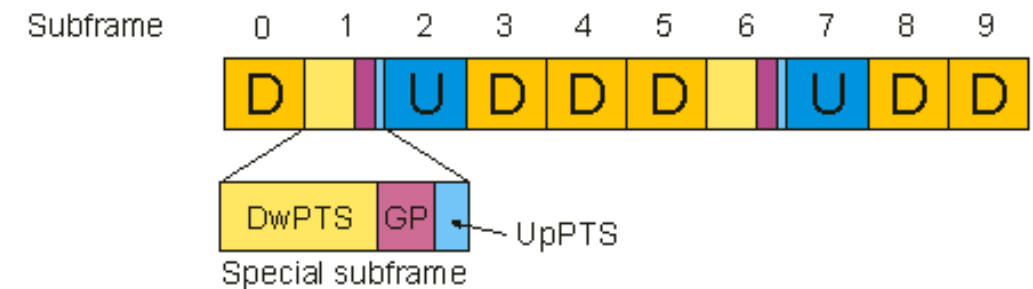 Subframe 0 1 2 3 4 5 6 7 8 9
D U D D D U D D
DwPTS GP UpPTS
Special subframe